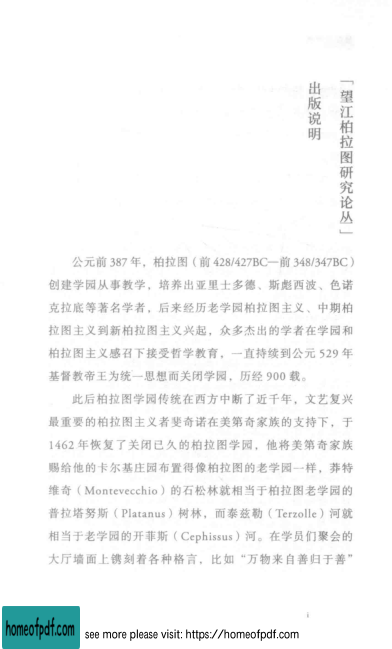 「望江柏拉图研究论丛」
出版说明
公元前 387 年，柏拉图（前 428/427BC—前 348/347BC）
创建学园从事教学，培养出亚里士多德、斯彪西波、色诺
克拉底等著名学者，后来经历老学园柏拉图主义、中期柏
拉图主义到新柏拉图主义兴起，众多杰出的学者在学园和
柏拉图主义感召下接受哲学教育，一直持续到公元 529 年
基督教帝王为统一思想而关闭学园，历经 900 载。
此后柏拉图学园传统在西方中断了近千年，文艺复兴
最重要的柏拉图主义者斐奇诺在美第奇家族的支持下，于
1462 年恢复了关闭已久的柏拉图学园，他将美第奇家族
赐给他的卡尔基庄园布置得像柏拉图的老学园一样，莽特
维奇（Montevecchio）的石松林就相当于柏拉图老学园的
普拉塔努斯（Platanus）树林，而泰兹勒（Terzolle）河就
相当于老学园的开菲斯（Cephissus）河。在学员们聚会的
大厅墙面上镌刻着各种格言，比如“万物来自善归于善”
i
homeofpdf.com
see more please visit: https://homeofpdf.com